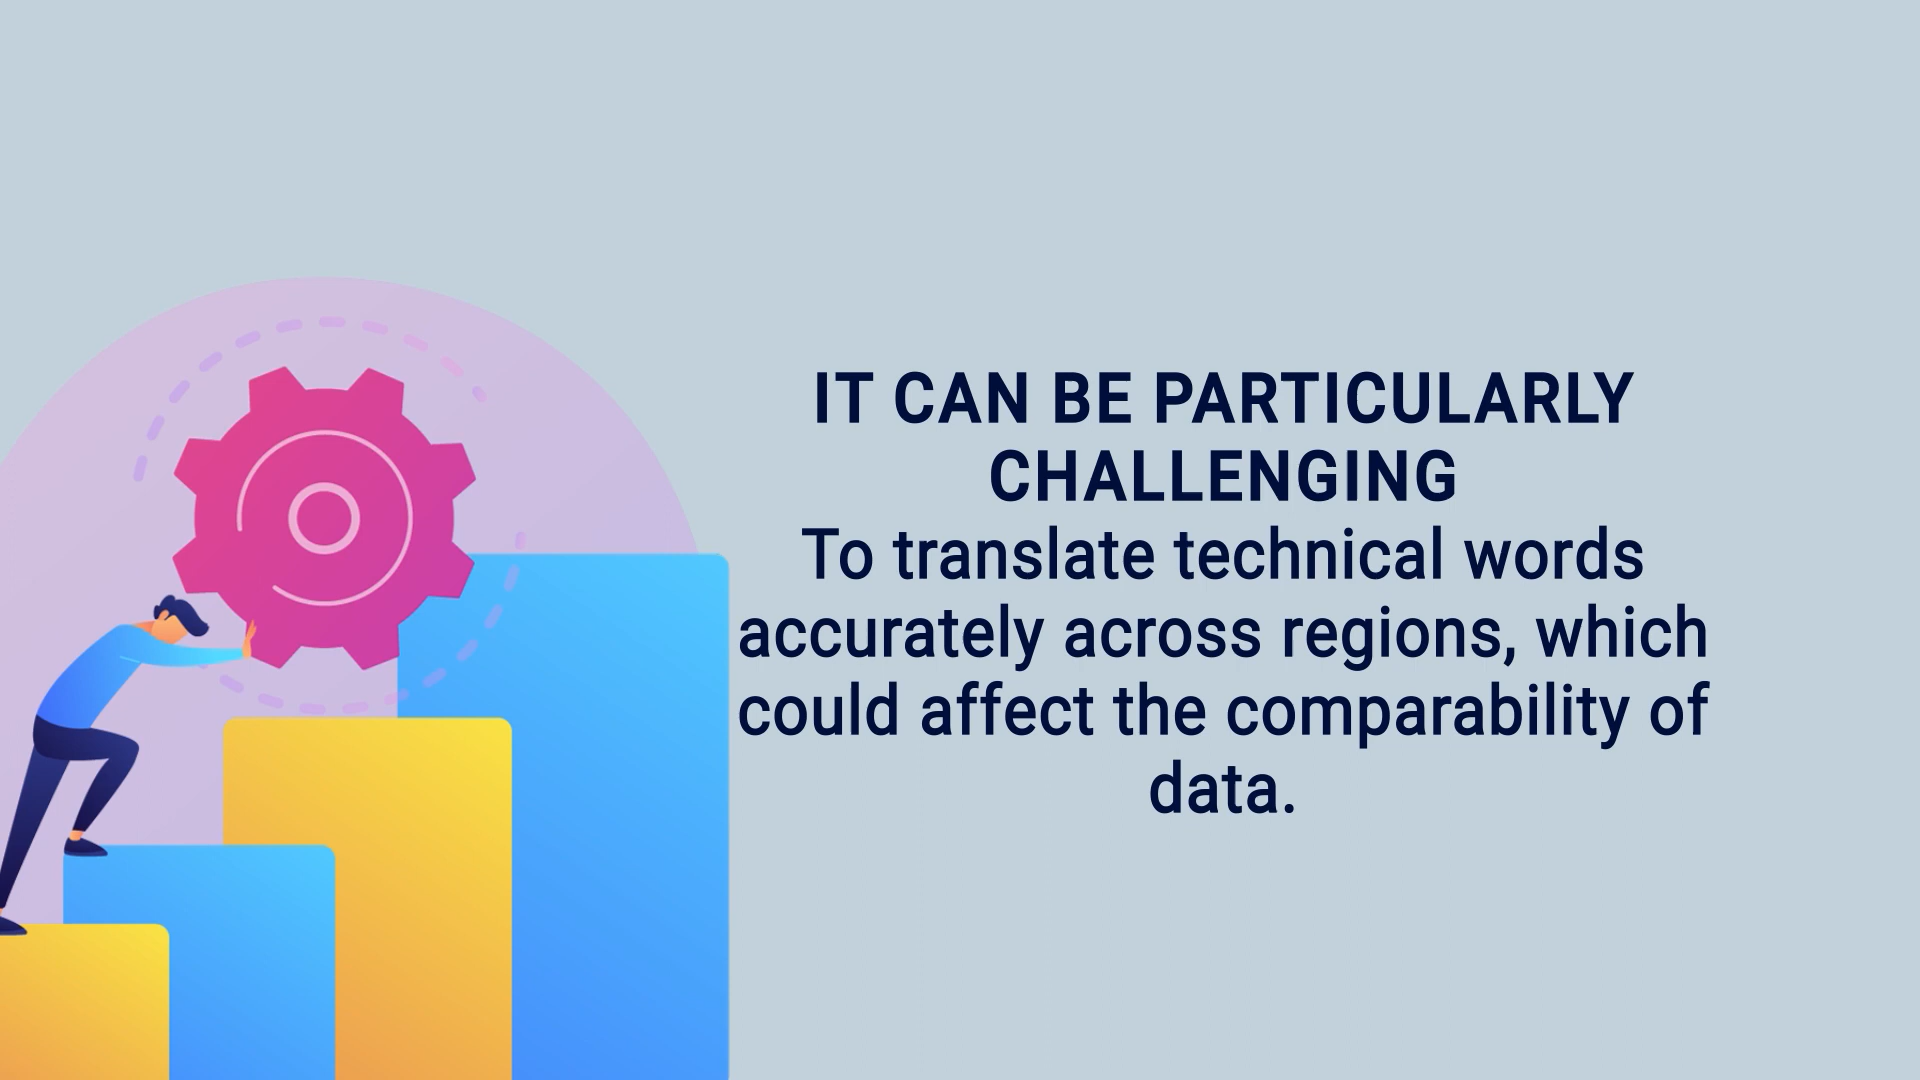 IT CAN BE PARTICULARLY
CHALLENGING
To translate technical words
accurately across regions, which
could affect the comparability of
data.